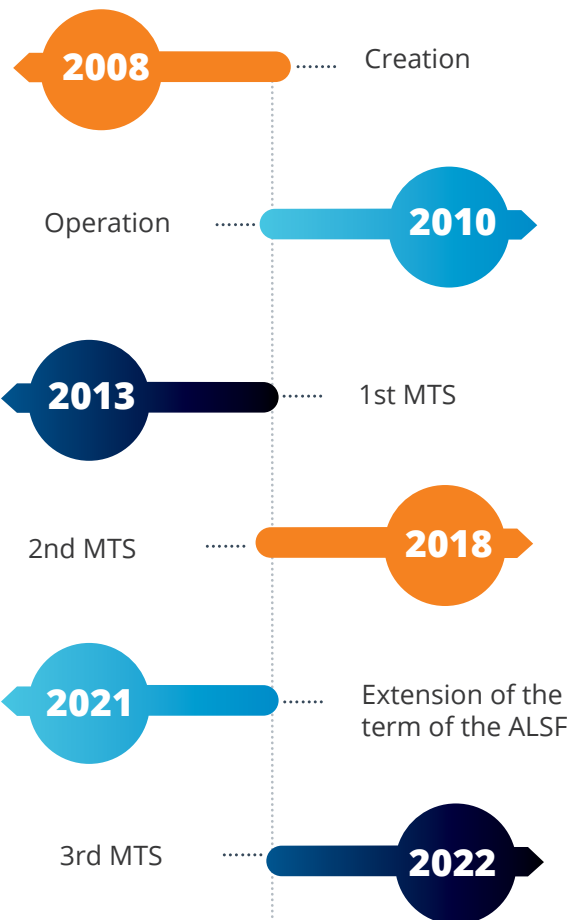 2008
Creation
Operation
2010
2013
1st MTS
2nd MTS
2018
2021
Extension of the
term of the ALSF
3rd MTS
2022